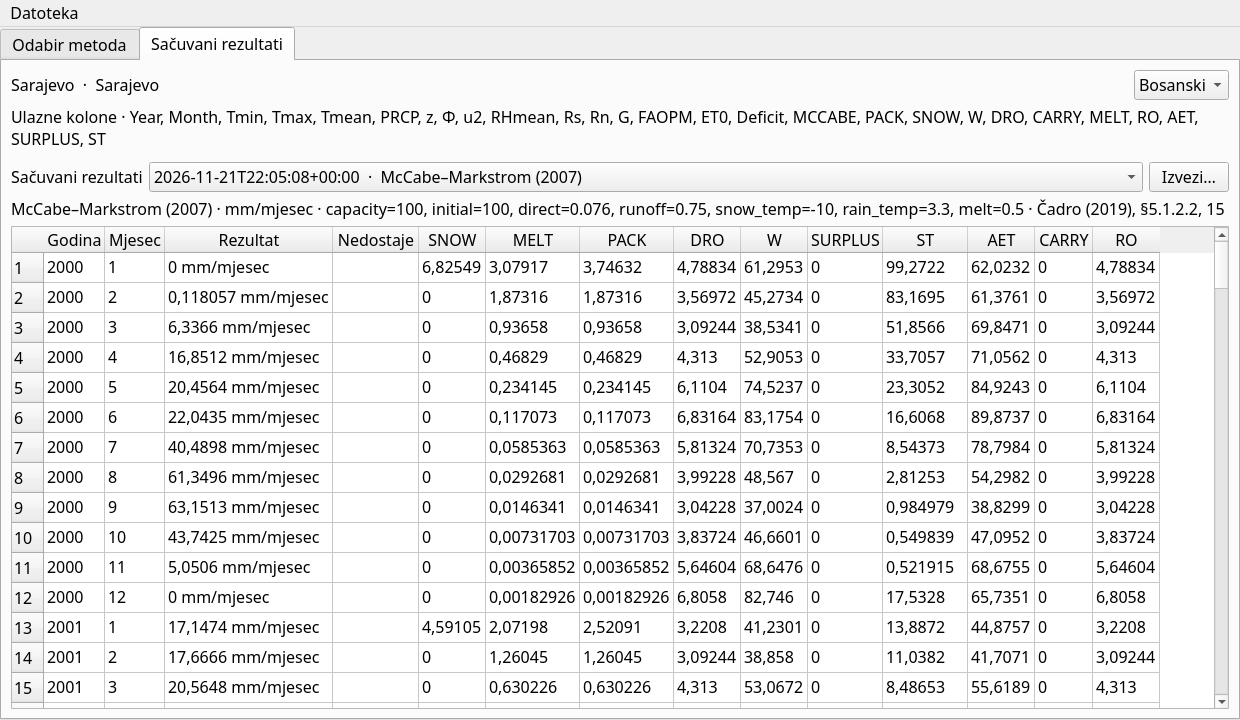 Datoteka
Odabir metoda Sačuvani rezultati
Sarajevo · Sarajevo Bosanski
Ulazne kolone · Year, Month, Tmin, Tmax, Tmean, PRCP, z, Φ, u2, RHmean, Rs, Rn, G, FAOPM, ET0, Deficit, MCCABE, PACK, SNOW, W, DRO, CARRY, MELT, RO, AET,
SURPLUS, ST
Sačuvani rezultati 2026-11-21T22:05:08+00:00 · McCabe–Markstrom (2007) Izvezi...
McCabe–Markstrom (2007) · mm/mjesec · capacity=100, initial=100, direct=0.076, runoff=0.75, snow_temp=-10, rain_temp=3.3, melt=0.5 · Čadro (2019), §5.1.2.2, 15
Godina Mjesec Rezultat Nedostaje SNOW MELT PACK DRO W SURPLUS ST AET CARRY RO
1 2000 1 0 mm/mjesec 6,82549 3,07917 3,74632 4,78834 61,2953 0 99,2722 62,0232 0 4,78834
2 2000 2 0,118057 mm/mjesec 0 1,87316 1,87316 3,56972 45,2734 0 83,1695 61,3761 0 3,56972
3 2000 3 6,3366 mm/mjesec 0 0,93658 0,93658 3,09244 38,5341 0 51,8566 69,8471 0 3,09244
4 2000 4 16,8512 mm/mjesec 0 0,46829 0,46829 4,313 52,9053 0 33,7057 71,0562 0 4,313
5 2000 5 20,4564 mm/mjesec 0 0,234145 0,234145 6,1104 74,5237 0 23,3052 84,9243 0 6,1104
6 2000 6 22,0435 mm/mjesec 0 0,117073 0,117073 6,83164 83,1754 0 16,6068 89,8737 0 6,83164
7 2000 7 40,4898 mm/mjesec 0 0,0585363 0,0585363 5,81324 70,7353 0 8,54373 78,7984 0 5,81324
8 2000 8 61,3496 mm/mjesec 0 0,0292681 0,0292681 3,99228 48,567 0 2,81253 54,2982 0 3,99228
9 2000 9 63,1513 mm/mjesec 0 0,0146341 0,0146341 3,04228 37,0024 0 0,984979 38,8299 0 3,04228
10 2000 10 43,7425 mm/mjesec 0 0,00731703 0,00731703 3,83724 46,6601 0 0,549839 47,0952 0 3,83724
11 2000 11 5,0506 mm/mjesec 0 0,00365852 0,00365852 5,64604 68,6476 0 0,521915 68,6755 0 5,64604
12 2000 12 0 mm/mjesec 0 0,00182926 0,00182926 6,8058 82,746 0 17,5328 65,7351 0 6,8058
13 2001 1 17,1474 mm/mjesec 4,59105 2,07198 2,52091 3,2208 41,2301 0 13,8872 44,8757 0 3,2208
14 2001 2 17,6666 mm/mjesec 0 1,26045 1,26045 3,09244 38,858 0 11,0382 41,7071 0 3,09244
15 2001 3 20,5648 mm/mjesec 0 0,630226 0,630226 4,313 53,0672 0 8,48653 55,6189 0 4,313